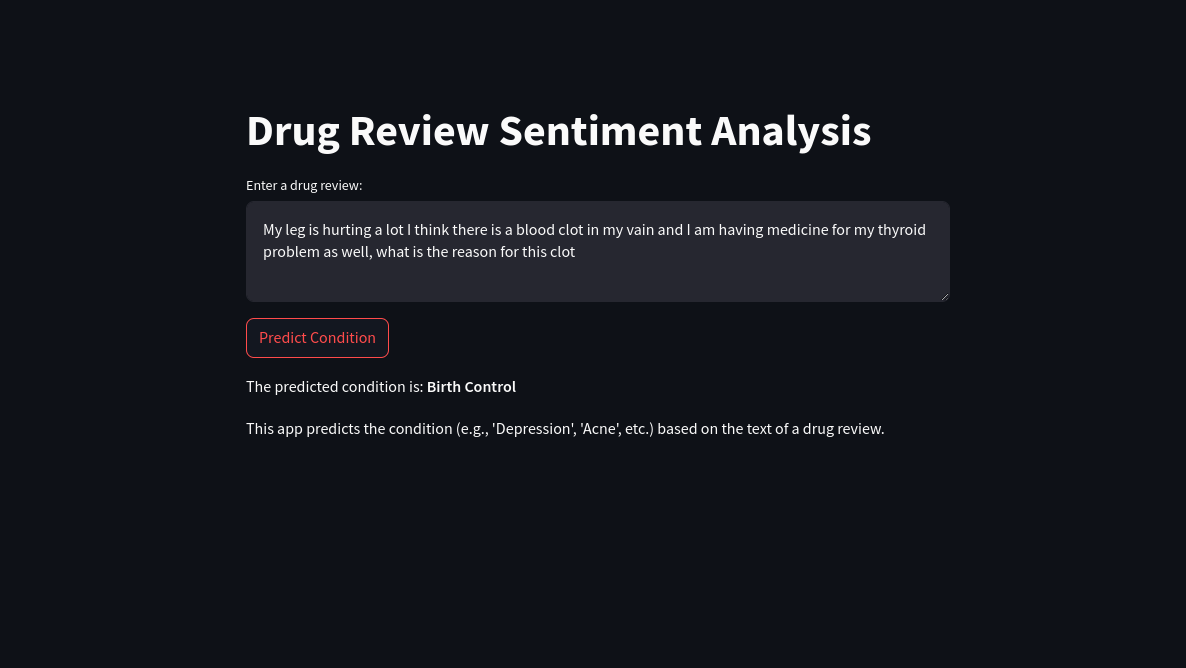 Drug Review Sentiment Analysis
Enter a drug review:
My leg is hurting a lot I think there is a blood clot in my vain and I am having medicine for my thyroid
problem as well, what is the reason for this clot
Predict Condition
The predicted condition is: Birth Control
This app predicts the condition (e.g., 'Depression', 'Acne', etc.) based on the text of a drug review.